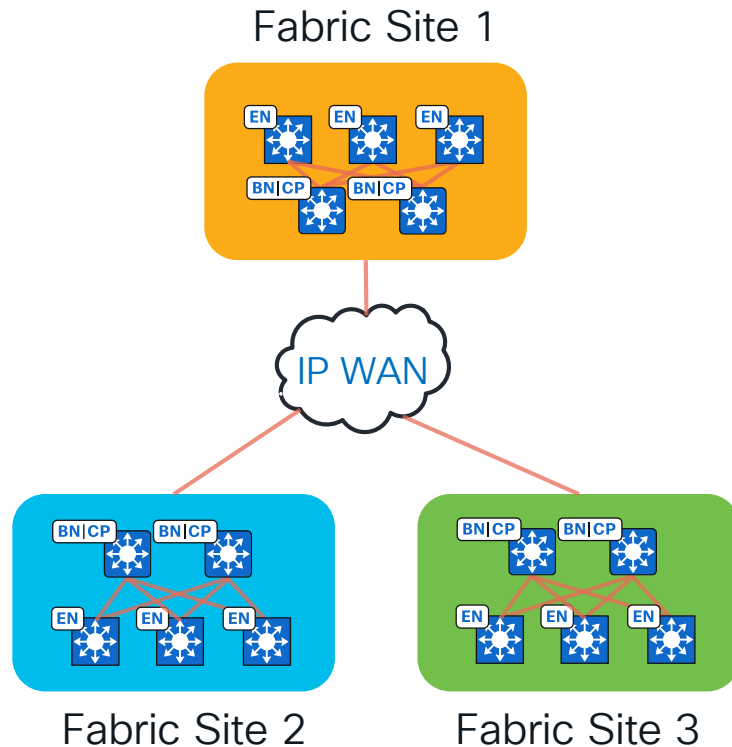 Fabric Site 1
EN EN EN
BN|CP BN|CP
IP WAN
BN|CP BN|CP
EN EN EN
Fabric Site 2
BN|CP BN|CP
EN EN EN
Fabric Site 3